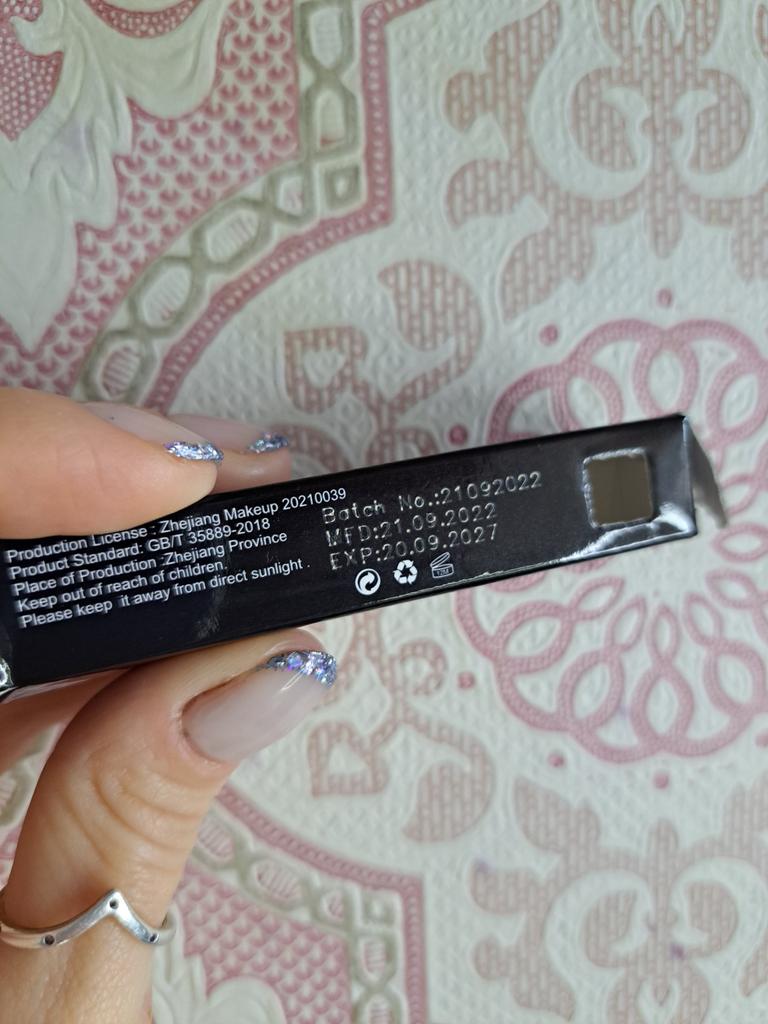 Production License : Zhejiang Makeup 20210039
Product Standard: GB/T 35889-2018
Place of Production :Zhejiang Province
Keep out of reach of children.
Please keep it away from direct sunlight .
Batch No.:21092022
MFD:21.09.2022
EXP:20.09.2027